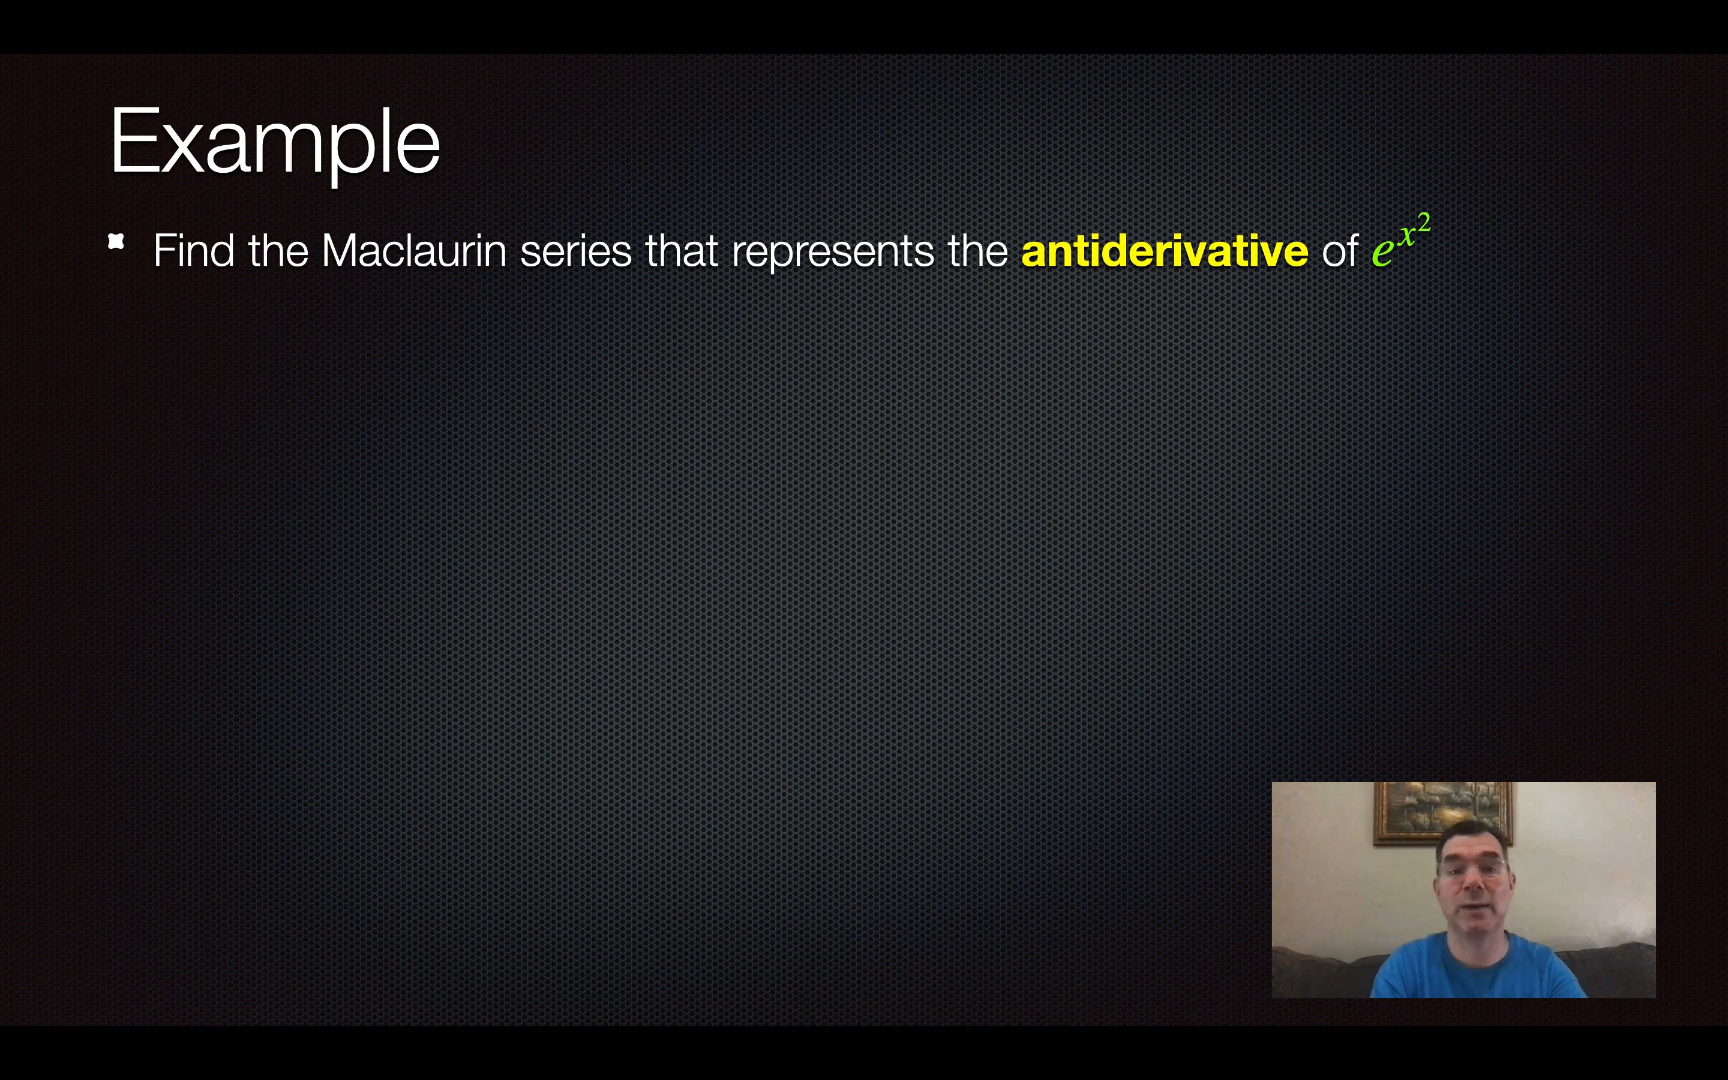 Example
Find the Maclaurin series that represents the antiderivative of e^{x^2}